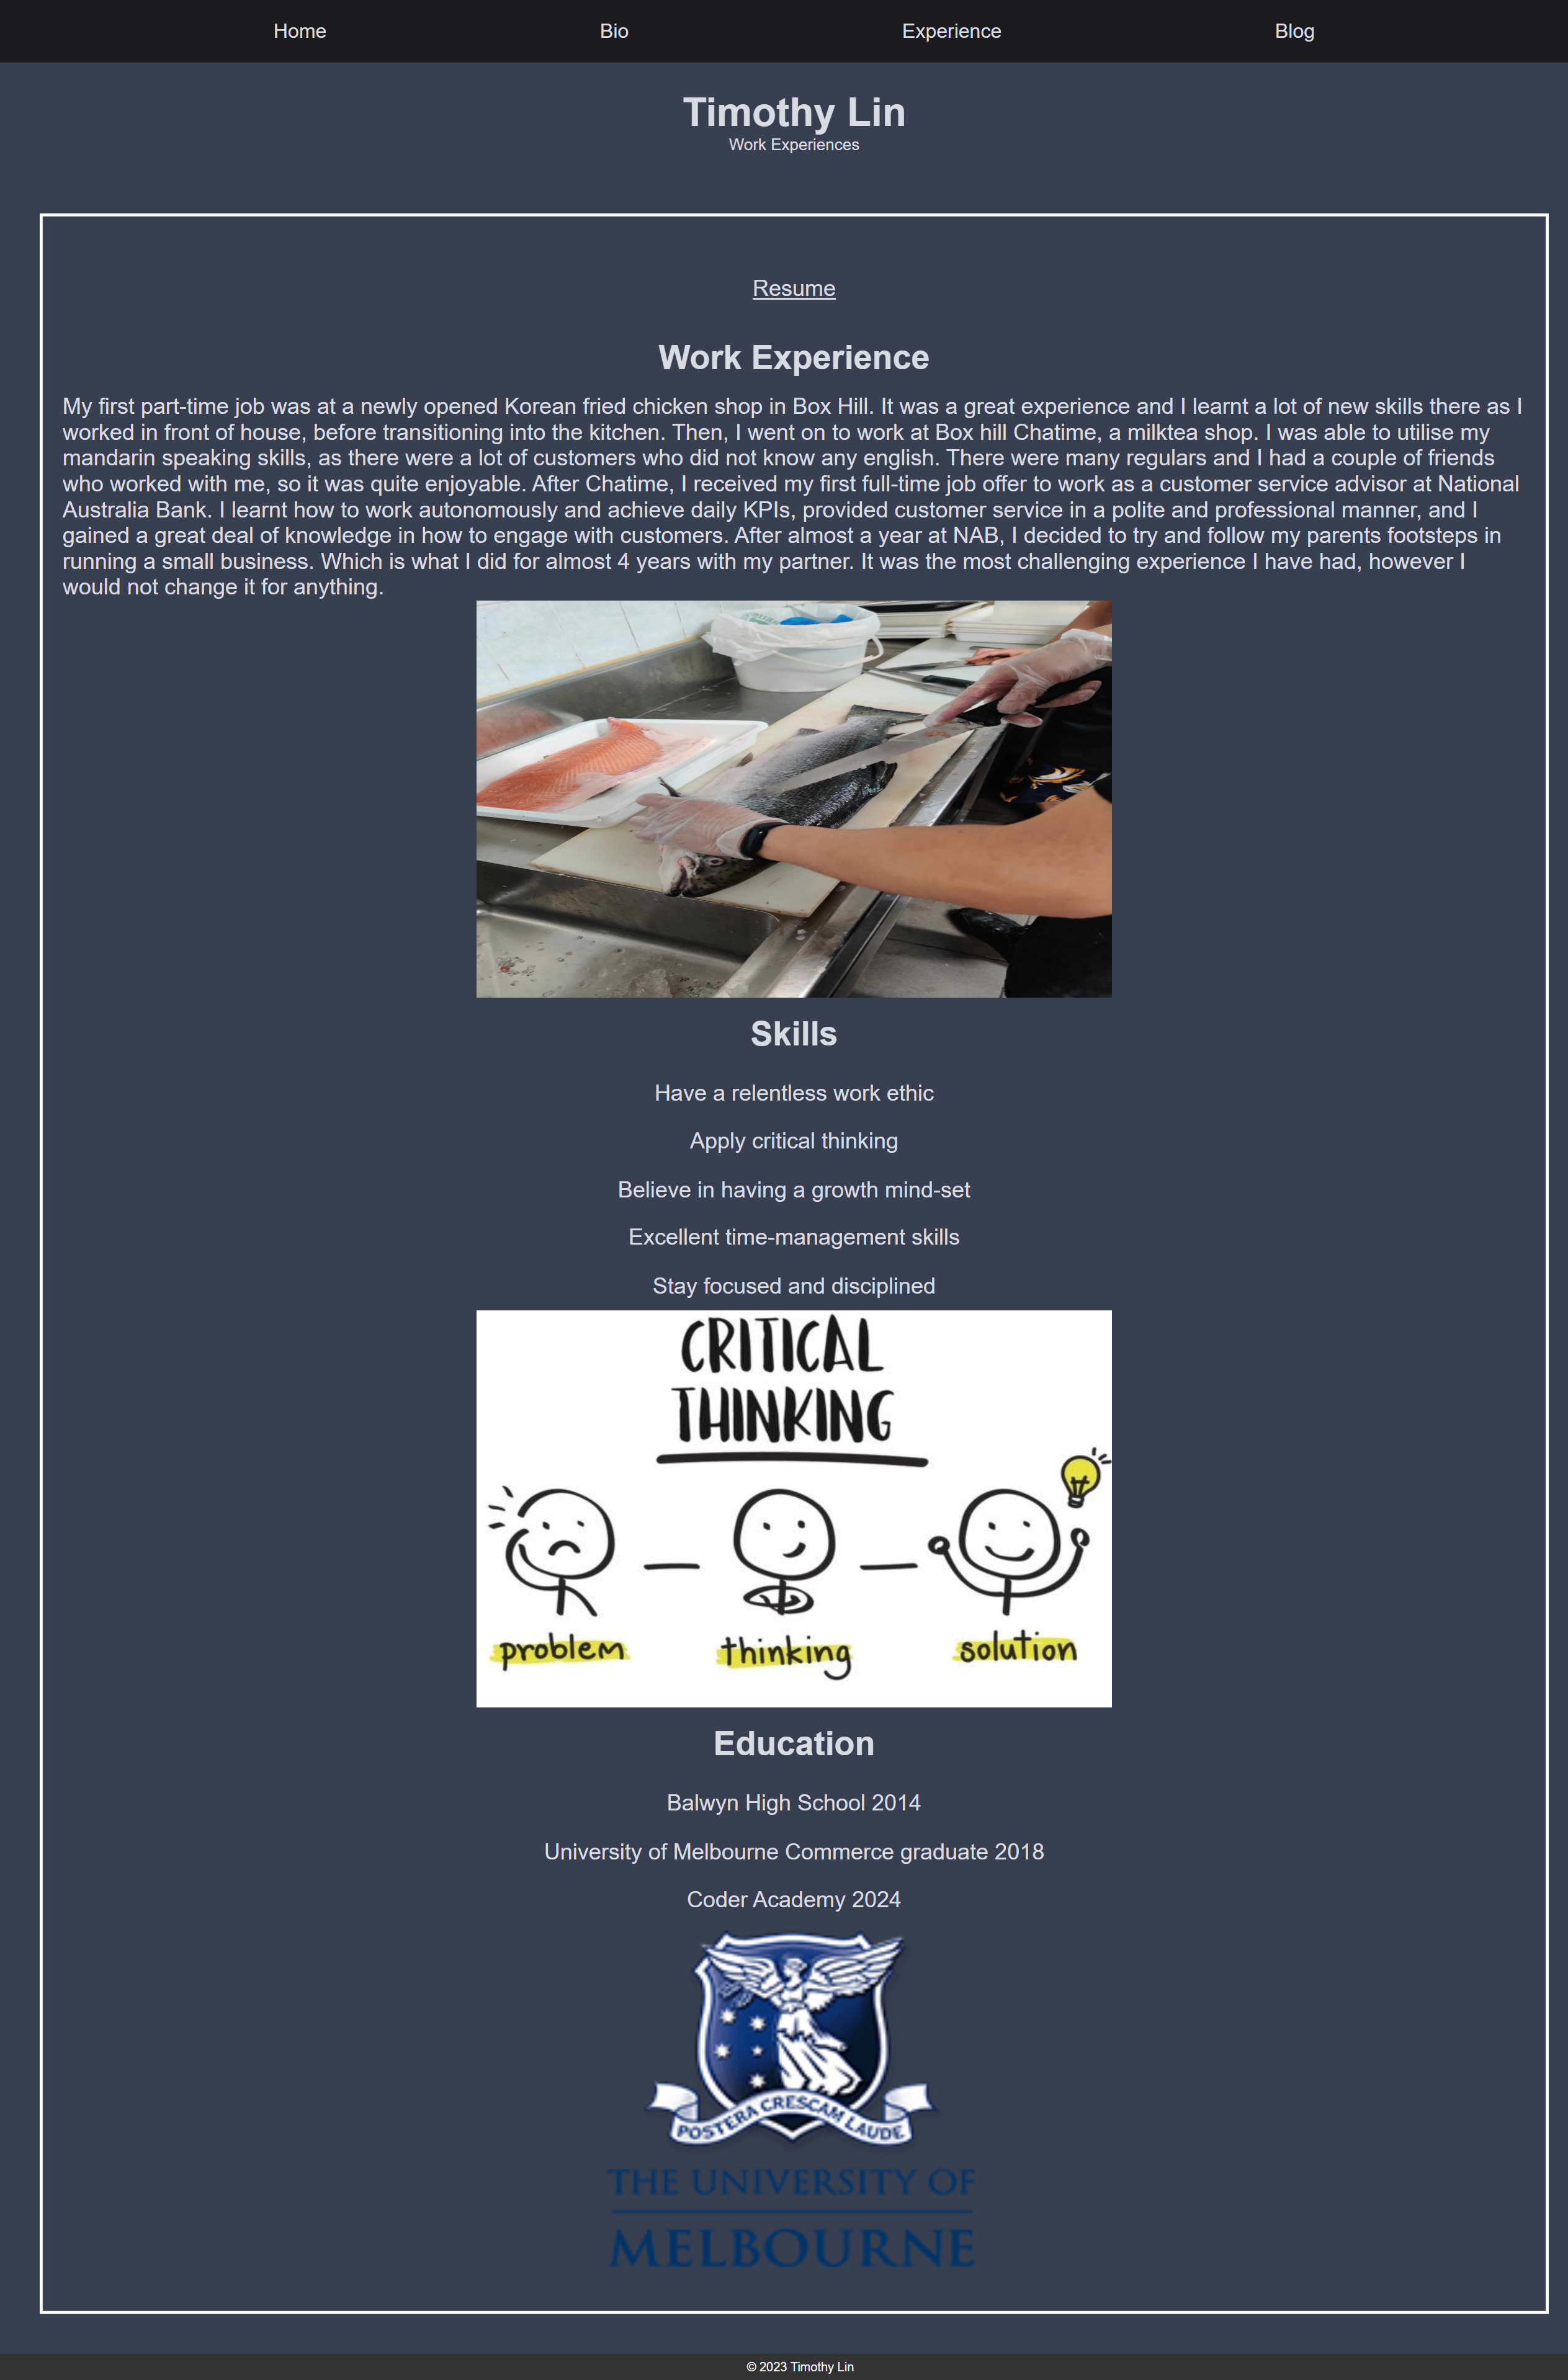 Home Bio Experience Blog
Timothy Lin
Work Experiences
Resume
Work Experience
My first part-time job was at a newly opened Korean fried chicken shop in Box Hill. It was a great experience and I learnt a lot of new skills there as I
worked in front of house, before transitioning into the kitchen. Then, I went on to work at Box hill Chatime, a milktea shop. I was able to utilise my
mandarin speaking skills, as there were a lot of customers who did not know any english. There were many regulars and I had a couple of friends
who worked with me, so it was quite enjoyable. After Chatime, I received my first full-time job offer to work as a customer service advisor at National
Australia Bank. I learnt how to work autonomously and achieve daily KPIs, provided customer service in a polite and professional manner, and I
gained a great deal of knowledge in how to engage with customers. After almost a year at NAB, I decided to try and follow my parents footsteps in
running a small business. Which is what I did for almost 4 years with my partner. It was the most challenging experience I have had, however I
would not change it for anything.
Skills
Have a relentless work ethic
Apply critical thinking
Believe in having a growth mind-set
Excellent time-management skills
Stay focused and disciplined
CRITICAL
THINKING
problem thinking solution
Education
Balwyn High School 2014
University of Melbourne Commerce graduate 2018
Coder Academy 2024
POSTERA CRESCAM LAUDE
THE UNIVERSITY OF
MELBOURNE
© 2023 Timothy Lin